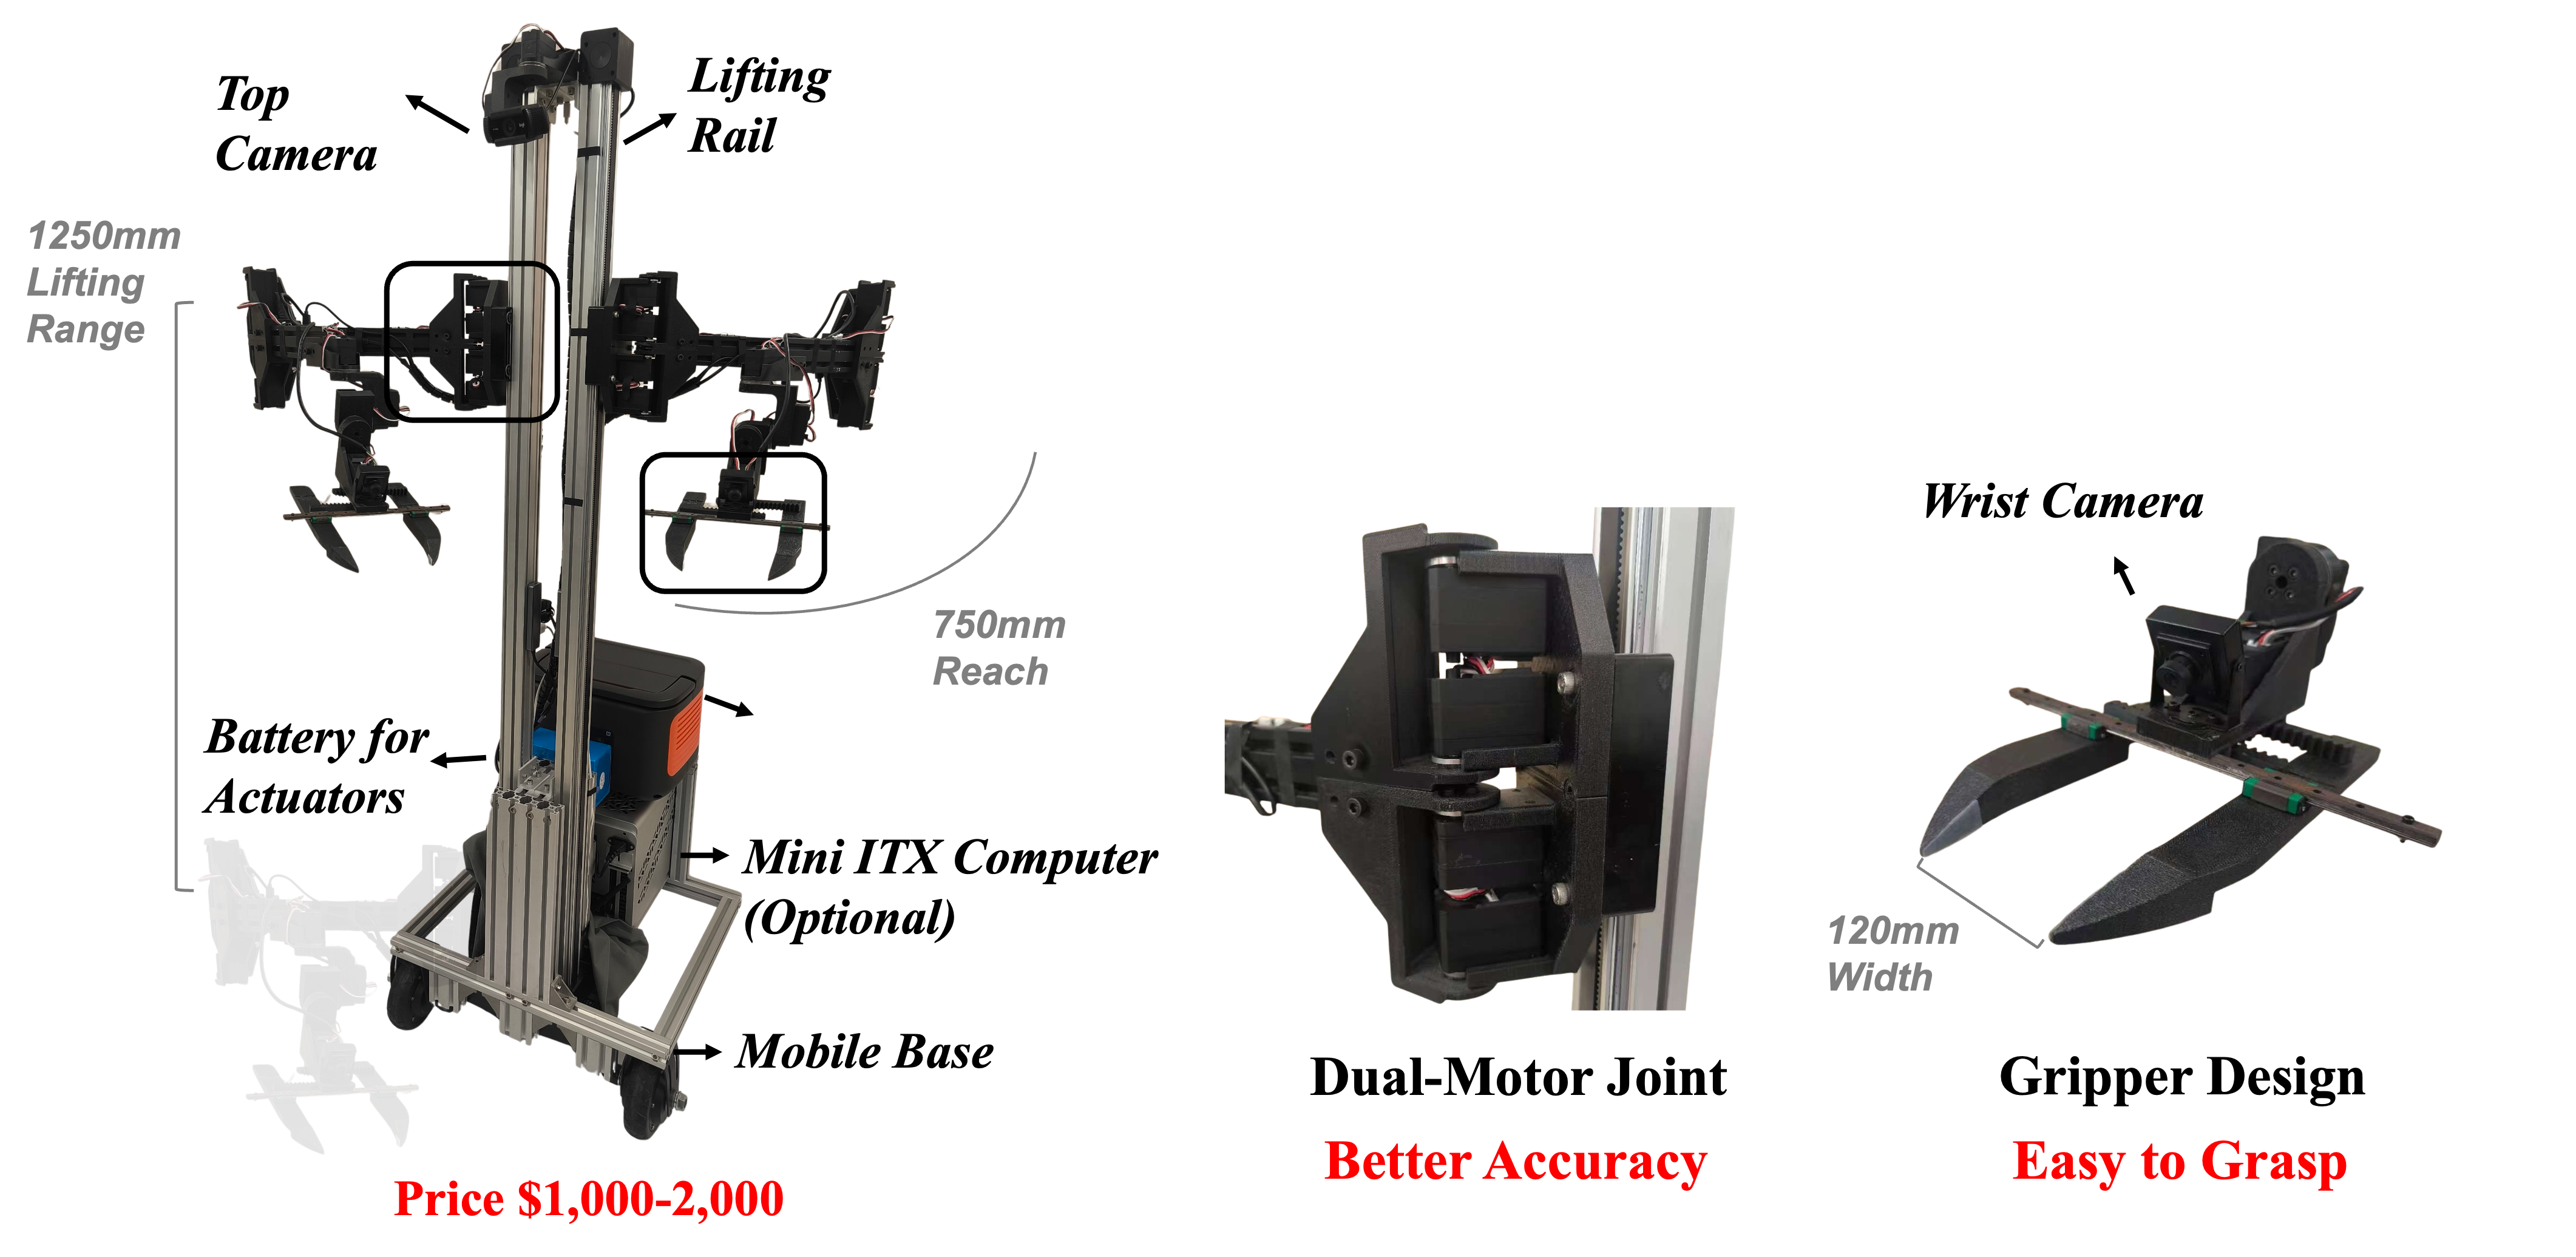 Top
Camera
Lifting
Rail
1250mm
Lifting
Range
750mm
Reach
Battery for
Actuators
Mini ITX Computer
(Optional)
Mobile Base
Price $1,000-2,000
Dual-Motor Joint
Better Accuracy
Wrist Camera
120mm
Width
Gripper Design
Easy to Grasp